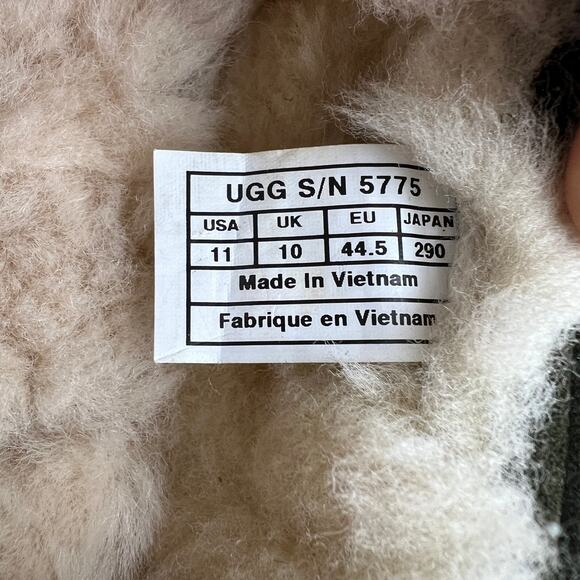 UGG S/N 5775
USA UK EU JAPAN
11 10 44.5 290
Made In Vietnam
Fabrique en Vietnam